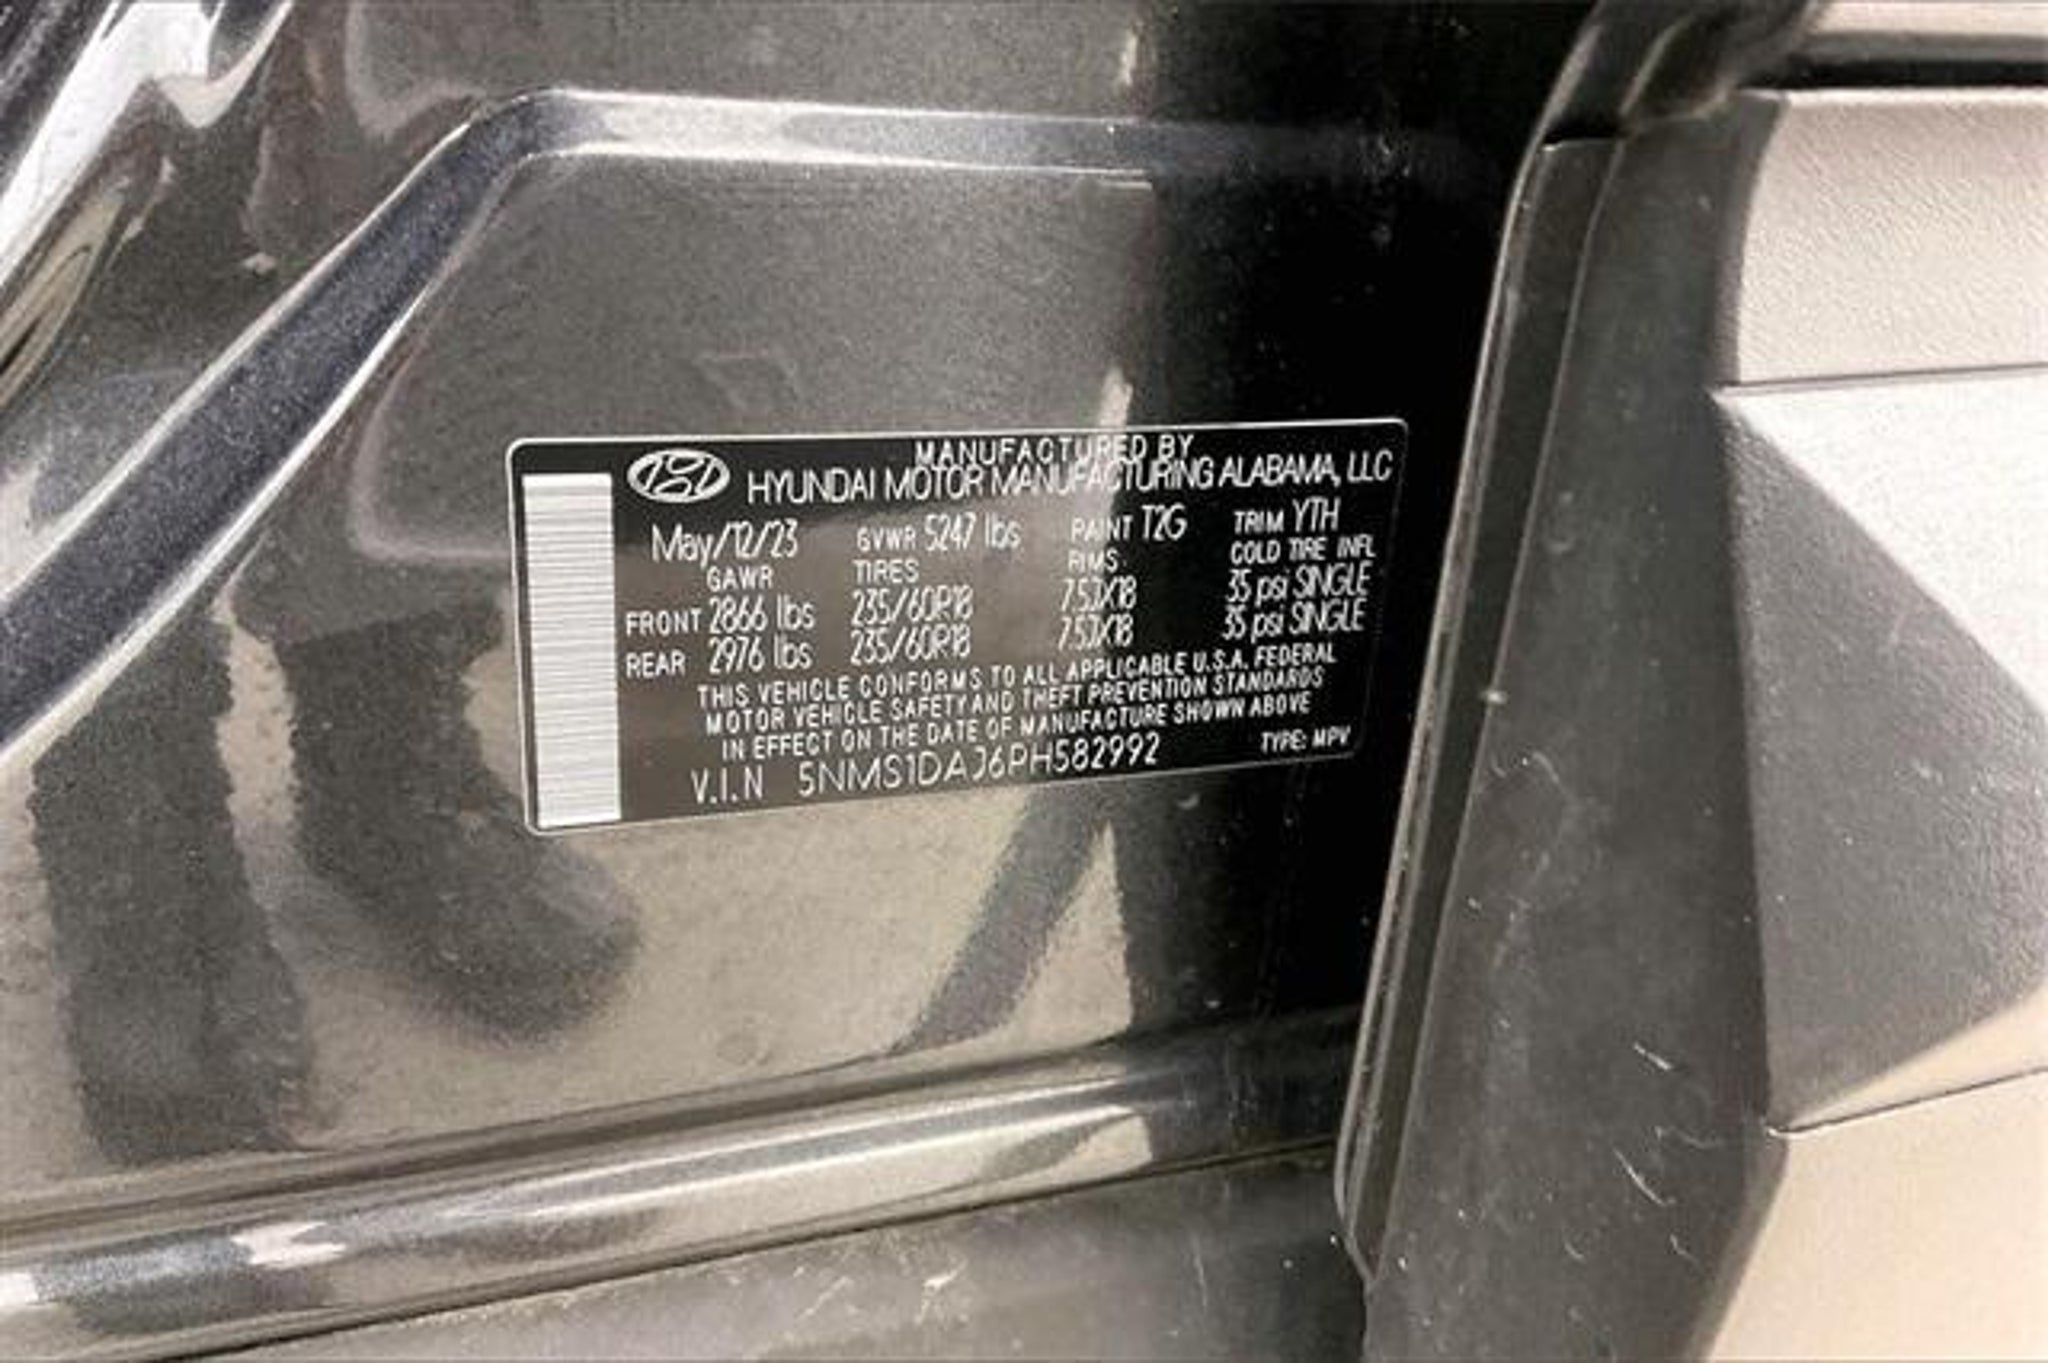 MANUFACTURED BY
HYUNDAI MOTOR MANUFACTURING ALABAMA, LLC
May/12/23 GVWR 5247 lbs PAINT T2G TRIM YTH
GAWR TIRES RIMS: COLD TIRE INFL
FRONT 2866 lbs 235/60R18 7.5JX18 35 psi SINGLE
REAR 2976 lbs 235/60R18 7.5JX18 35 psi SINGLE
THIS VEHICLE CONFORMS TO ALL APPLICABLE U.S.A. FEDERAL
MOTOR VEHICLE SAFETY AND THEFT PREVENTION STANDARDS
IN EFFECT ON THE DATE OF MANUFACTURE SHOWN ABOVE
V.I.N 5NMS1DAJ6PH582992 TYPE: MPV